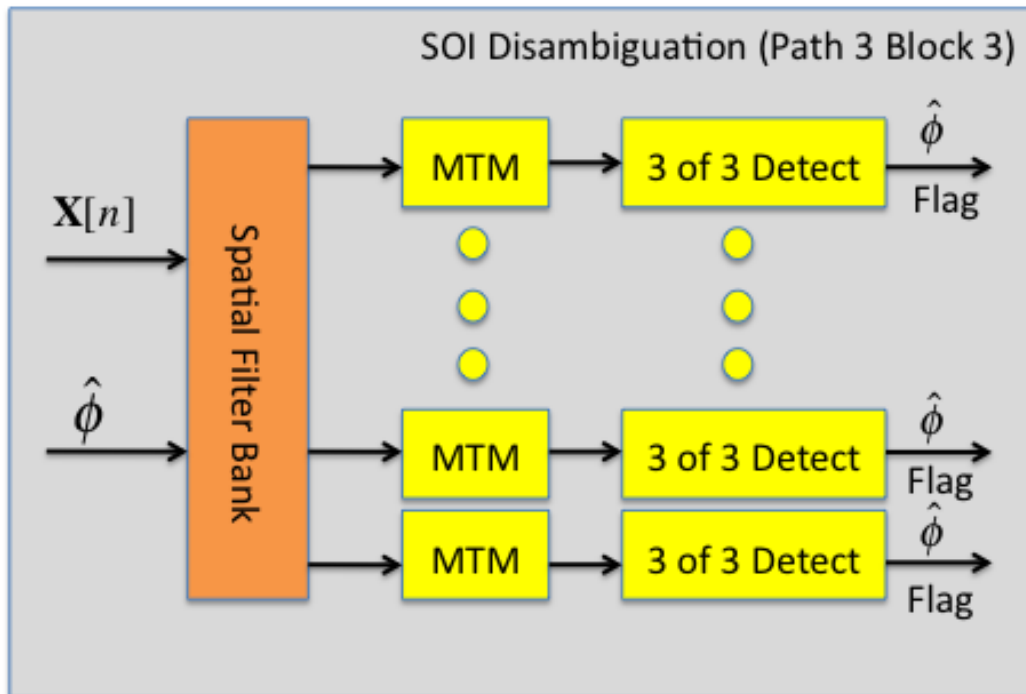 SOI Disambiguation (Path 3 Block 3)
X[n]
ϕ̂
Spatial Filter Bank
MTM
3 of 3 Detect
ϕ̂
Flag
MTM
3 of 3 Detect
ϕ̂
Flag
MTM
3 of 3 Detect
ϕ̂
Flag